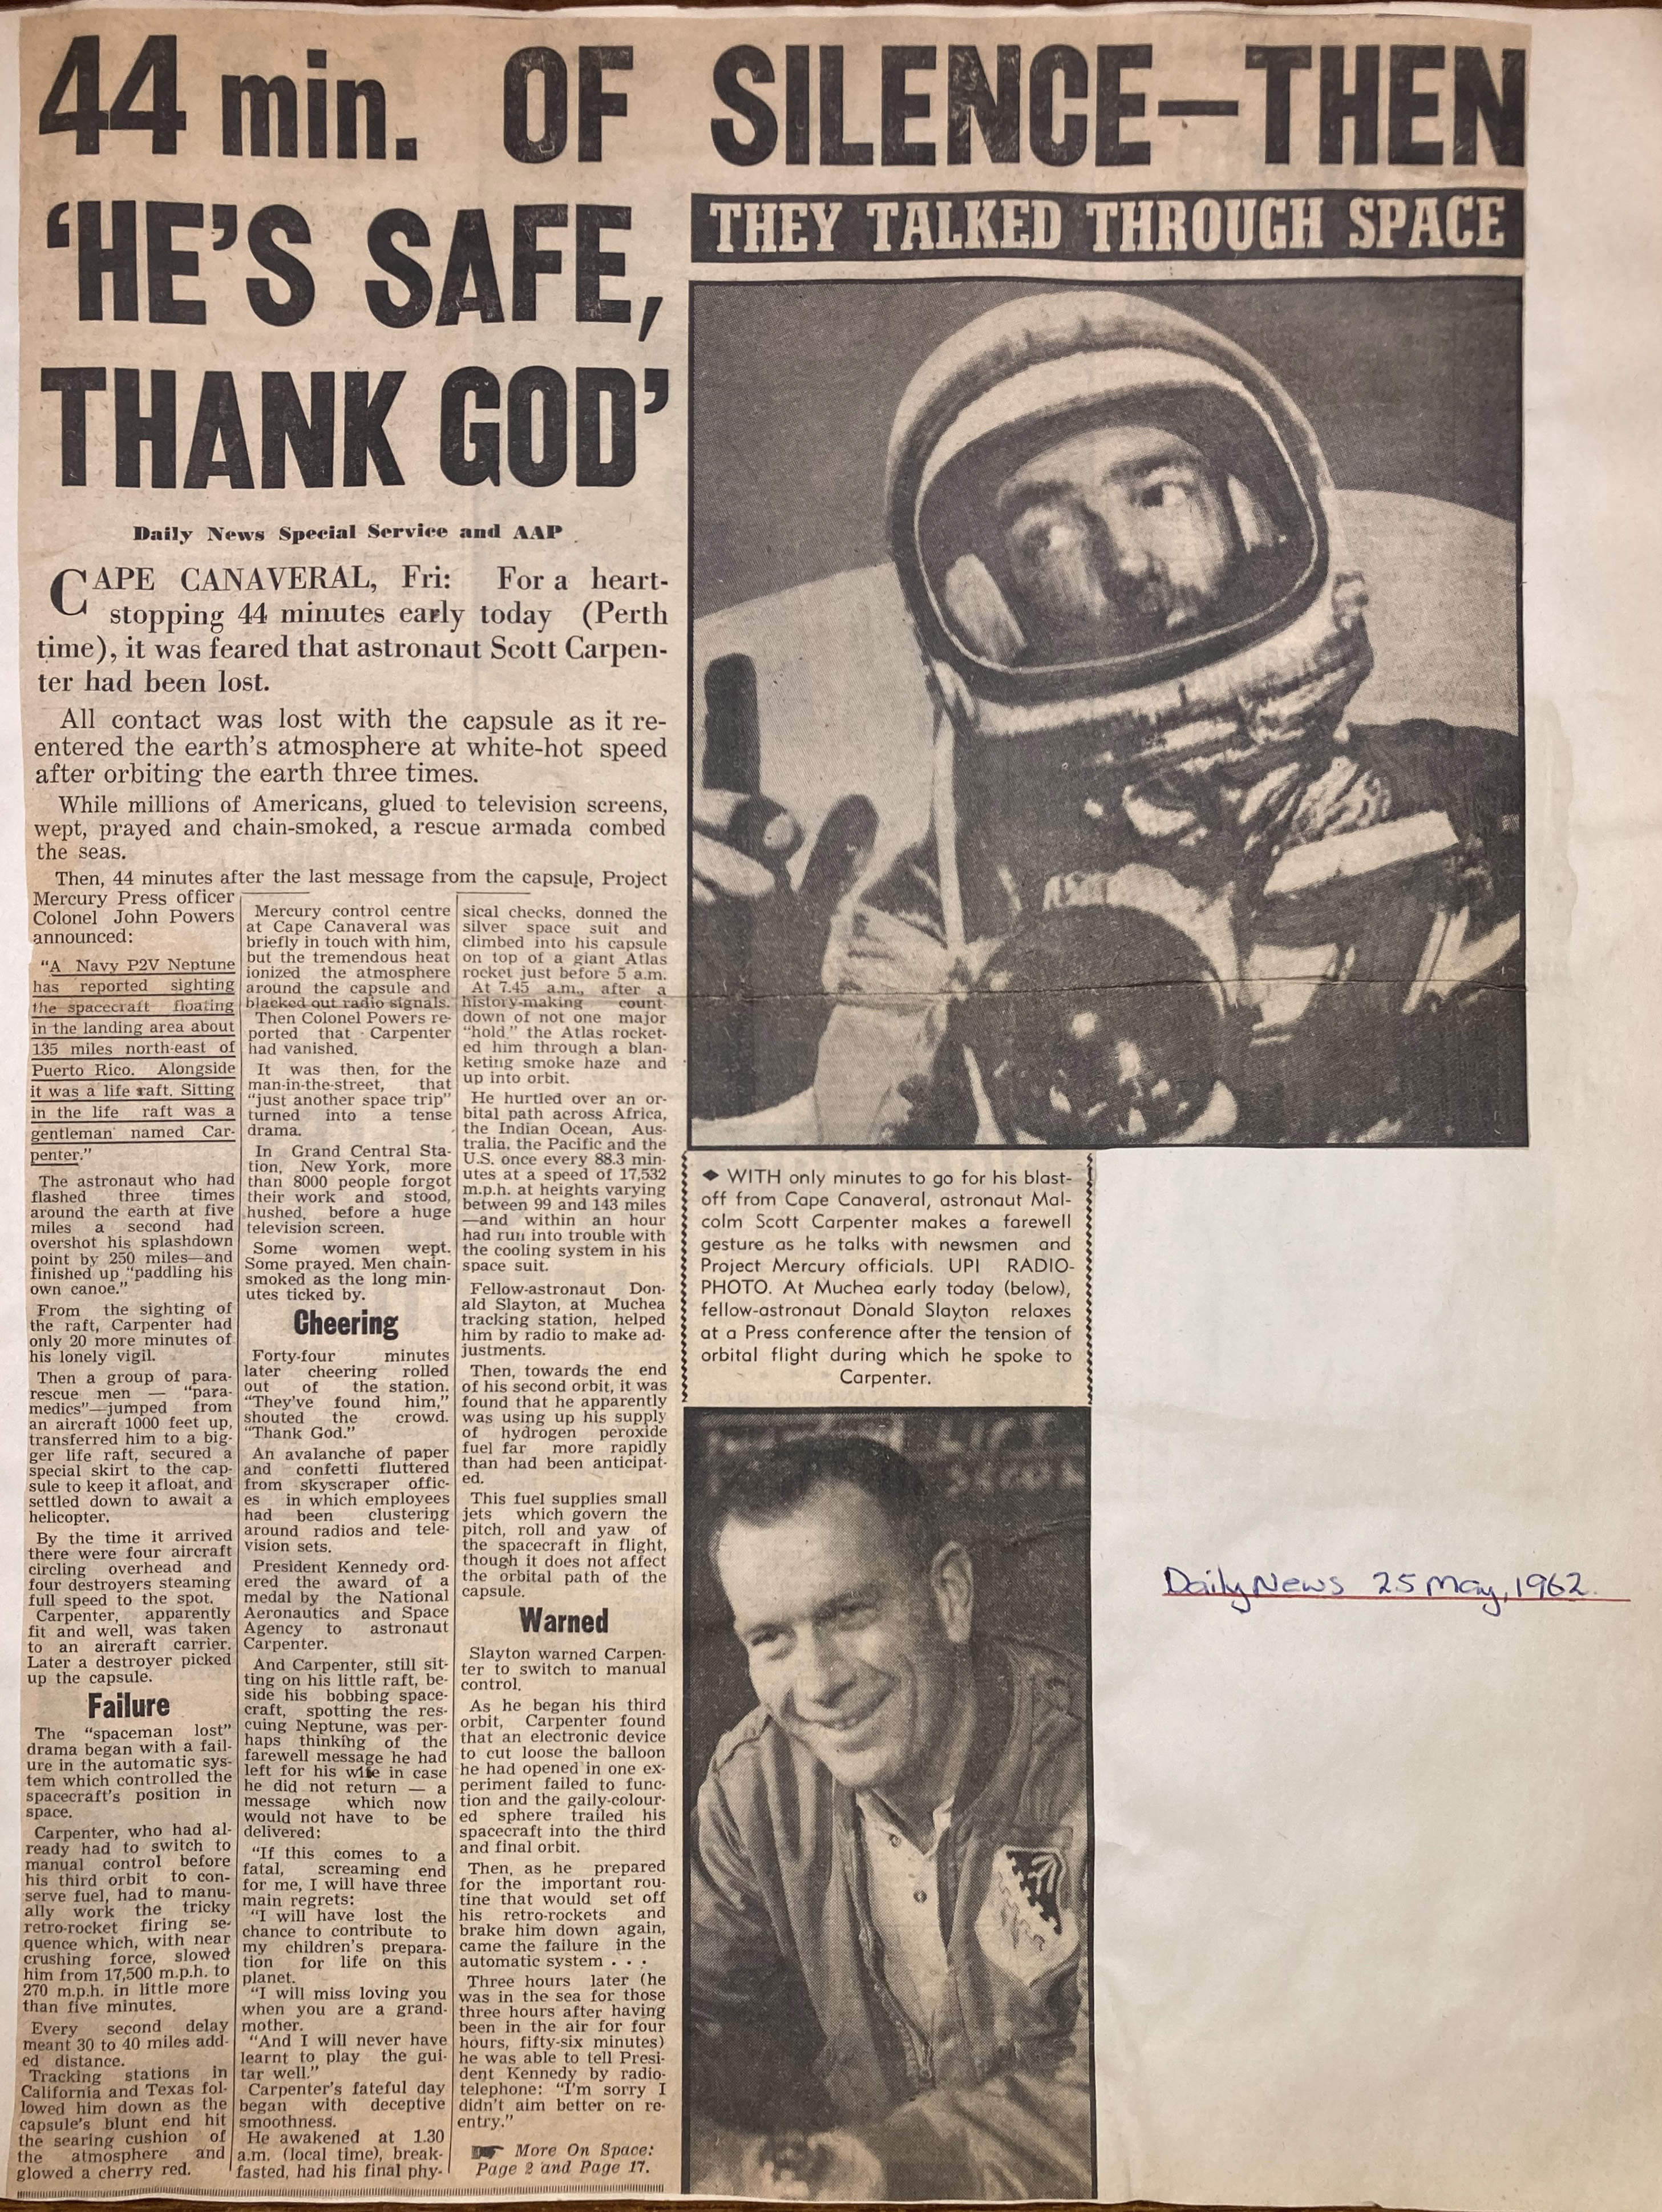 44 min. OF SILENCE—THEN
'HE'S SAFE,
THANK GOD'
THEY TALKED THROUGH SPACE
Daily News Special Service and AAP
CAPE CANAVERAL, Fri: For a heart-
stopping 44 minutes early today (Perth
time), it was feared that astronaut Scott Carpen-
ter had been lost.
All contact was lost with the capsule as it re-
entered the earth's atmosphere at white-hot speed
after orbiting the earth three times.
While millions of Americans, glued to television screens,
wept, prayed and chain-smoked, a rescue armada combed
the seas.
Then, 44 minutes after the last message from the capsule, Project
Mercury Press officer
Colonel John Powers
announced:
"A Navy P2V Neptune
has reported sighting
the spacecraft floating
in the landing area about
135 miles north-east of
Puerto Rico. Alongside
it was a life raft. Sitting
in the life raft was a
gentleman named Car-
penter."
The astronaut who had
flashed three times
around the earth at five
miles a second had
overshot his splashdown
point by 250 miles—and
finished up "paddling his
own canoe."
From the sighting of
the raft, Carpenter had
only 20 more minutes of
his lonely vigil.
Then a group of para-
rescue men — "para-
medics"—jumped from
an aircraft 1000 feet up,
transferred him to a big-
ger life raft, secured a
special skirt to the cap-
sule to keep it afloat, and
settled down to await a
helicopter.
By the time it arrived
there were four aircraft
circling overhead and
four destroyers steaming
full speed to the spot.
Carpenter, apparently
fit and well, was taken
to an aircraft carrier.
Later a destroyer picked
up the capsule.
Failure
The "spaceman lost"
drama began with a fail-
ure in the automatic sys-
tem which controlled the
spacecraft's position in
space.
Carpenter, who had al-
ready had to switch to
manual control before
his third orbit to con-
serve fuel, had to manu-
ally work the tricky
retro-rocket firing se-
quence which, with near
crushing force, slowed
him from 17,500 m.p.h. to
270 m.p.h. in little more
than five minutes.
Every second delay
meant 30 to 40 miles add-
ed distance.
Tracking stations in
California and Texas fol-
lowed him down as the
capsule's blunt end hit
the searing cushion of
the atmosphere and
glowed a cherry red.
Mercury control centre
at Cape Canaveral was
briefly in touch with him,
but the tremendous heat
ionized the atmosphere
around the capsule and
blacked out radio signals.
Then Colonel Powers re-
ported that Carpenter
had vanished.
It was then, for the
man-in-the-street, that
"just another space trip"
turned into a tense
drama.
In Grand Central Sta-
tion, New York, more
than 8000 people forgot
their work and stood,
hushed, before a huge
television screen.
Some women wept.
Some prayed. Men chain-
smoked as the long min-
utes ticked by.
Cheering
Forty-four minutes
later cheering rolled
out of the station.
"They've found him,"
shouted the crowd.
"Thank God."
An avalanche of paper
and confetti fluttered
from skyscraper offic-
es in which employees
had been clustering
around radios and tele-
vision sets.
President Kennedy ord-
ered the award of a
medal by the National
Aeronautics and Space
Agency to astronaut
Carpenter.
And Carpenter, still sit-
ting on his little raft, be-
side his bobbing space-
craft, spotting the res-
cuing Neptune, was per-
haps thinking of the
farewell message he had
left for his wife in case
he did not return — a
message which now
would not have to be
delivered:
"If this comes to a
fatal, screaming end
for me, I will have three
main regrets:
"I will have lost the
chance to contribute to
my children's prepara-
tion for life on this
planet.
"I will miss loving you
when you are a grand-
mother.
"And I will never have
learnt to play the gui-
tar well."
Carpenter's fateful day
began with deceptive
smoothness.
He awakened at 1.30
a.m. (local time), break-
fasted, had his final phy-
sical checks, donned the
silver space suit and
climbed into his capsule
on top of a giant Atlas
rocket just before 5 a.m.
At 7.45 a.m., after a
history-making count-
down of not one major
"hold," the Atlas rocket-
ed him through a blan-
keting smoke haze and
up into orbit.
He hurtled over an or-
bital path across Africa,
the Indian Ocean, Aus-
tralia, the Pacific and the
U.S. once every 88.3 min-
utes at a speed of 17,532
m.p.h. at heights varying
between 99 and 143 miles
—and within an hour
had run into trouble with
the cooling system in his
space suit.
Fellow-astronaut Don-
ald Slayton, at Muchea
tracking station, helped
him by radio to make ad-
justments.
Then, towards the end
of his second orbit, it was
found that he apparently
was using up his supply
of hydrogen peroxide
fuel far more rapidly
than had been anticipat-
ed.
This fuel supplies small
jets which govern the
pitch, roll and yaw of
the spacecraft in flight,
though it does not affect
the orbital path of the
capsule.
Warned
Slayton warned Carpen-
ter to switch to manual
control.
As he began his third
orbit, Carpenter found
that an electronic device
to cut loose the balloon
he had opened in one ex-
periment failed to func-
tion and the gaily-colour-
ed sphere trailed his
spacecraft into the third
and final orbit.
Then, as he prepared
for the important rou-
tine that would set off
his retro-rockets and
brake him down again,
came the failure in the
automatic system . . .
Three hours later (he
was in the sea for those
three hours after having
been in the air for four
hours, fifty-six minutes)
he was able to tell Presi-
dent Kennedy by radio-
telephone: "I'm sorry I
didn't aim better on re-
entry."
More On Space:
Page 2 and Page 17.
◆ WITH only minutes to go for his blast-
off from Cape Canaveral, astronaut Mal-
colm Scott Carpenter makes a farewell
gesture as he talks with newsmen and
Project Mercury officials. UPI RADIO-
PHOTO. At Muchea early today (below),
fellow-astronaut Donald Slayton relaxes
at a Press conference after the tension of
orbital flight during which he spoke to
Carpenter.
Daily News 25 May, 1962.